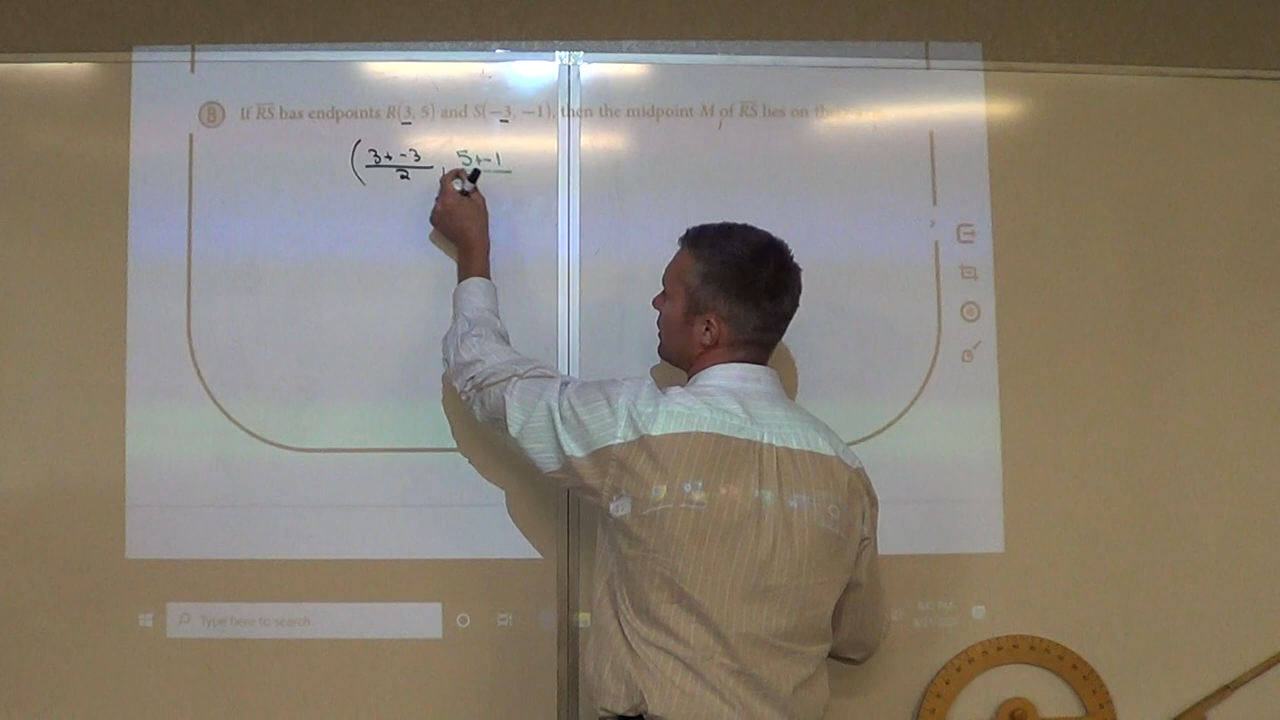 B If RS has endpoints R(3, 5) and S(−3, −1), then the midpoint M of RS lies on the
(3+-3/2, 5+-1
Type here to search